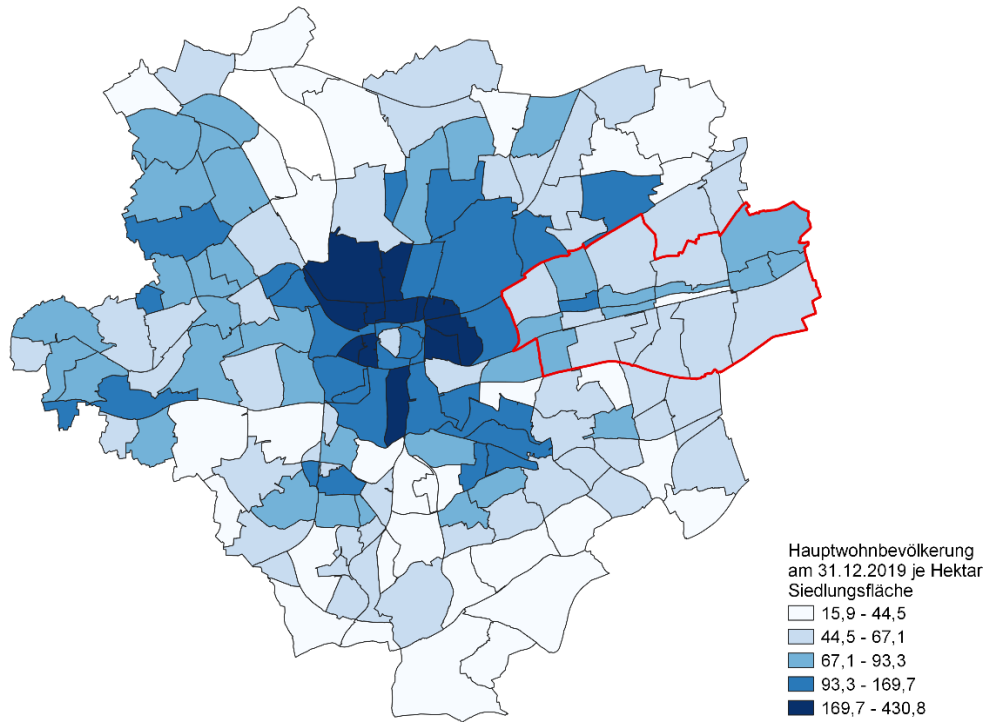 Hauptwohnbevölkerung
am 31.12.2019 je Hektar
Siedlungsfläche
15,9 - 44,5
44,5 - 67,1
67,1 - 93,3
93,3 - 169,7
169,7 - 430,8